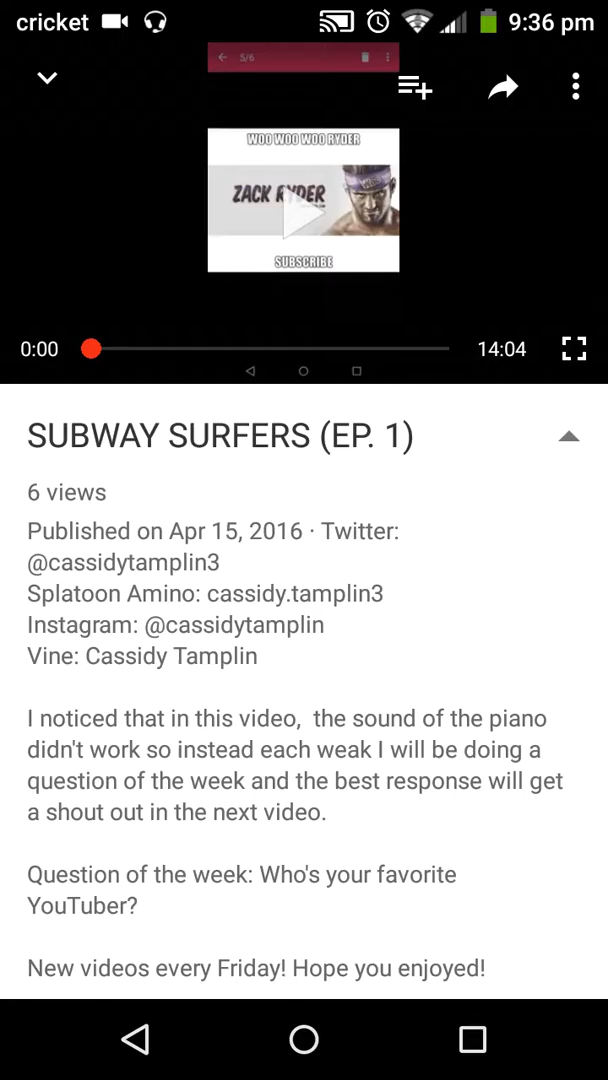 cricket 9:36 pm
5/6
WOO WOO WOO RYDER
ZACK RYDER
SUBSCRIBE
0:00 14:04
SUBWAY SURFERS (EP. 1)
6 views
Published on Apr 15, 2016 · Twitter:
@cassidytamplin3
Splatoon Amino: cassidy.tamplin3
Instagram: @cassidytamplin
Vine: Cassidy Tamplin
I noticed that in this video,  the sound of the piano
didn't work so instead each weak I will be doing a
question of the week and the best response will get
a shout out in the next video.
Question of the week: Who's your favorite
YouTuber?
New videos every Friday! Hope you enjoyed!